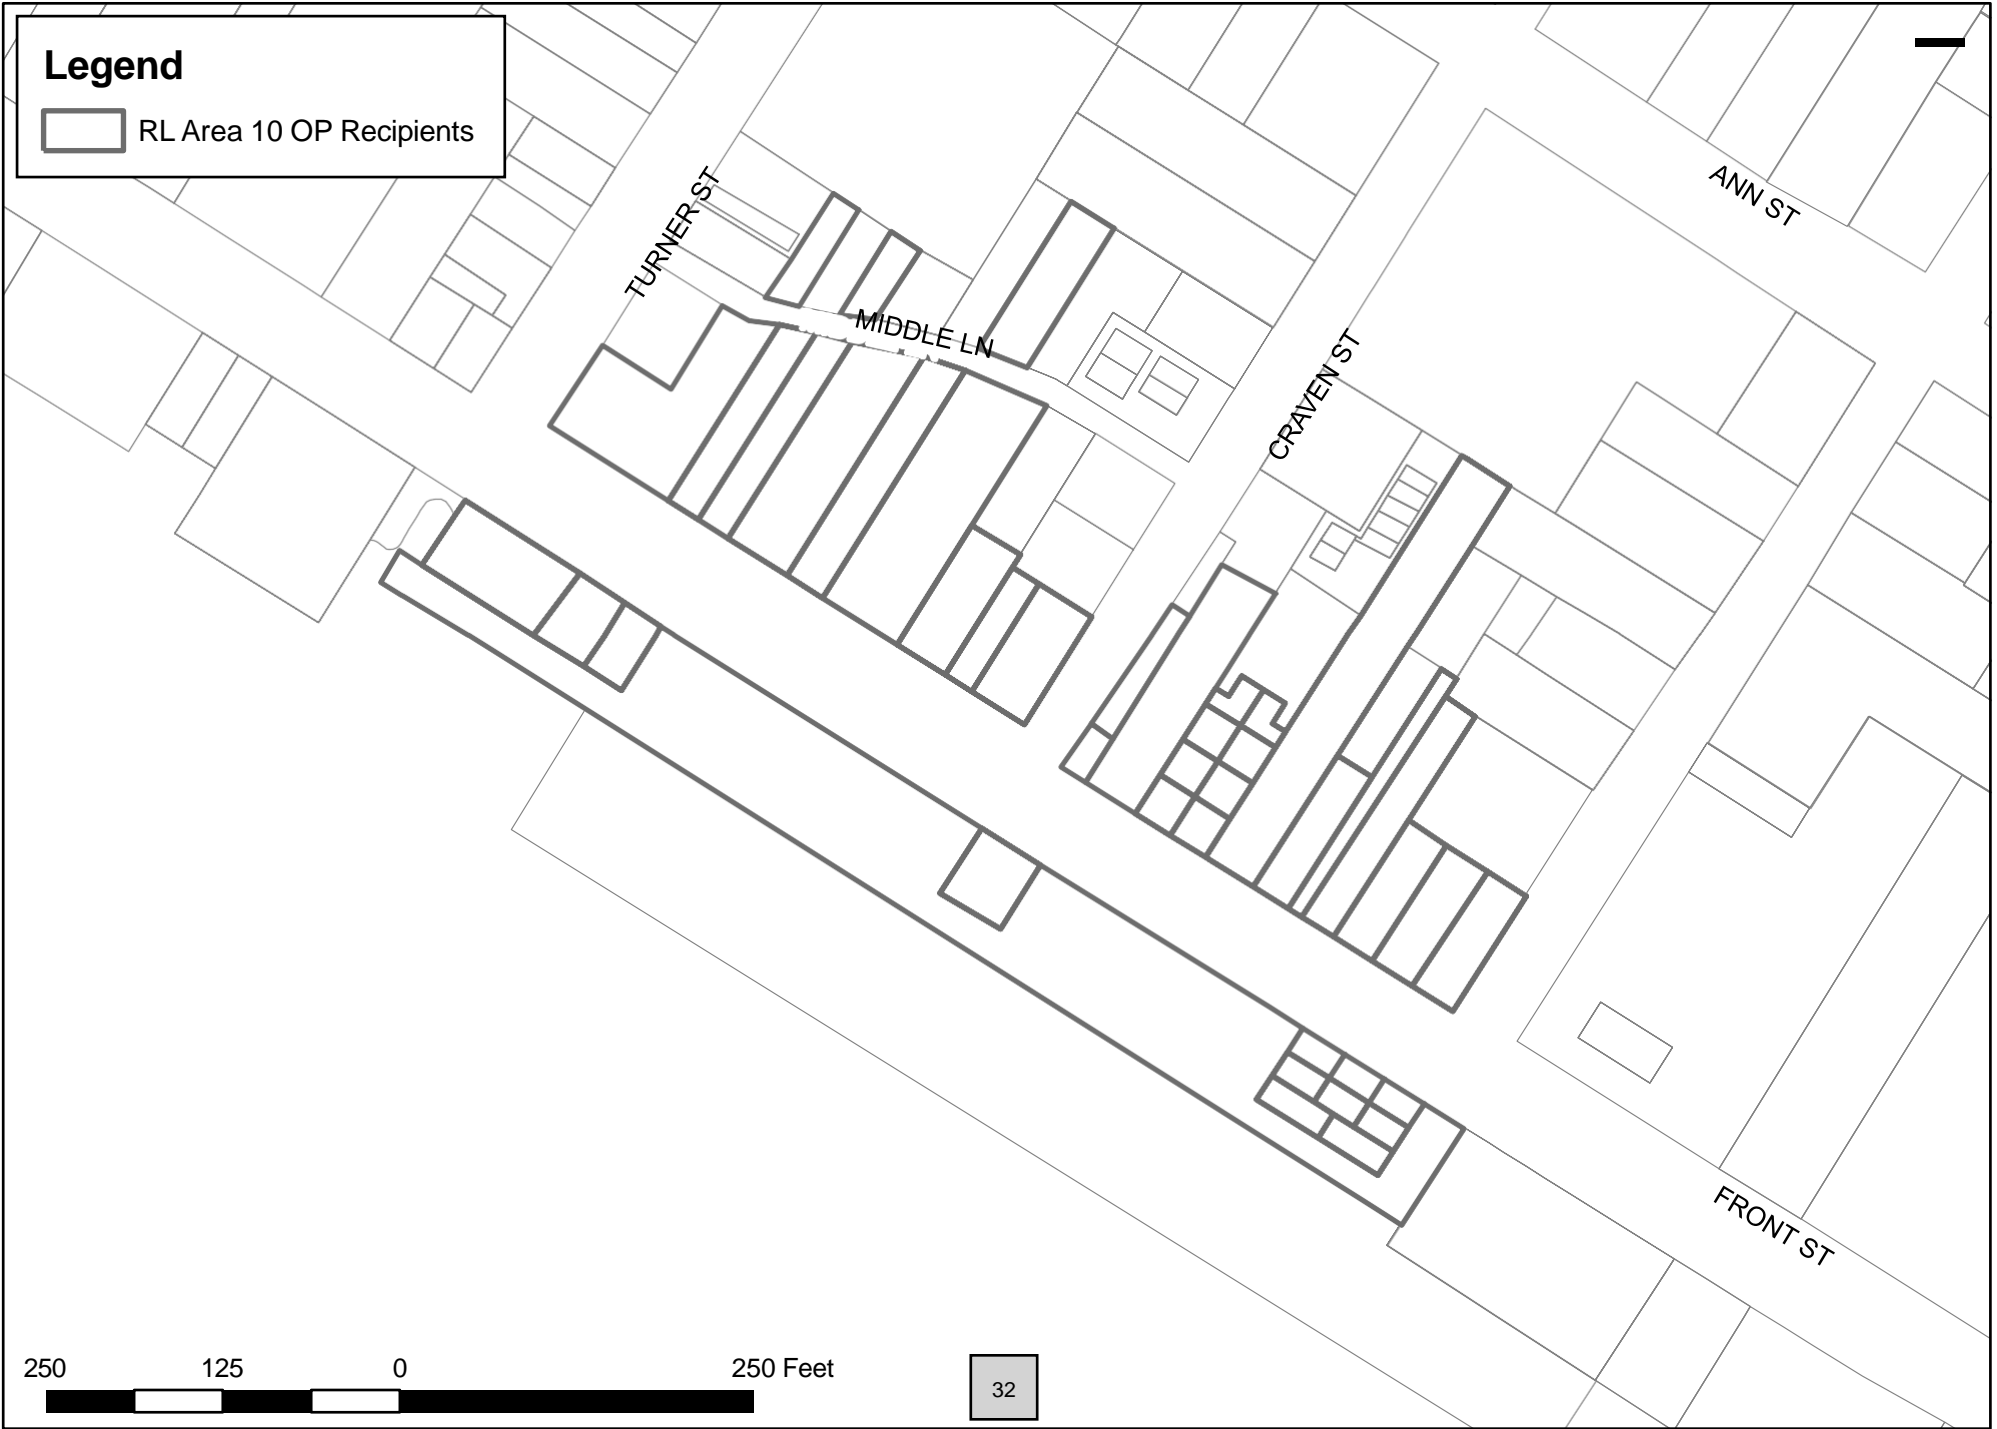 Legend
RL Area 10 OP Recipients
ANN ST
TURNER ST
MIDDLE LN
CRAVEN ST
FRONT ST
250 125 0 250 Feet
32